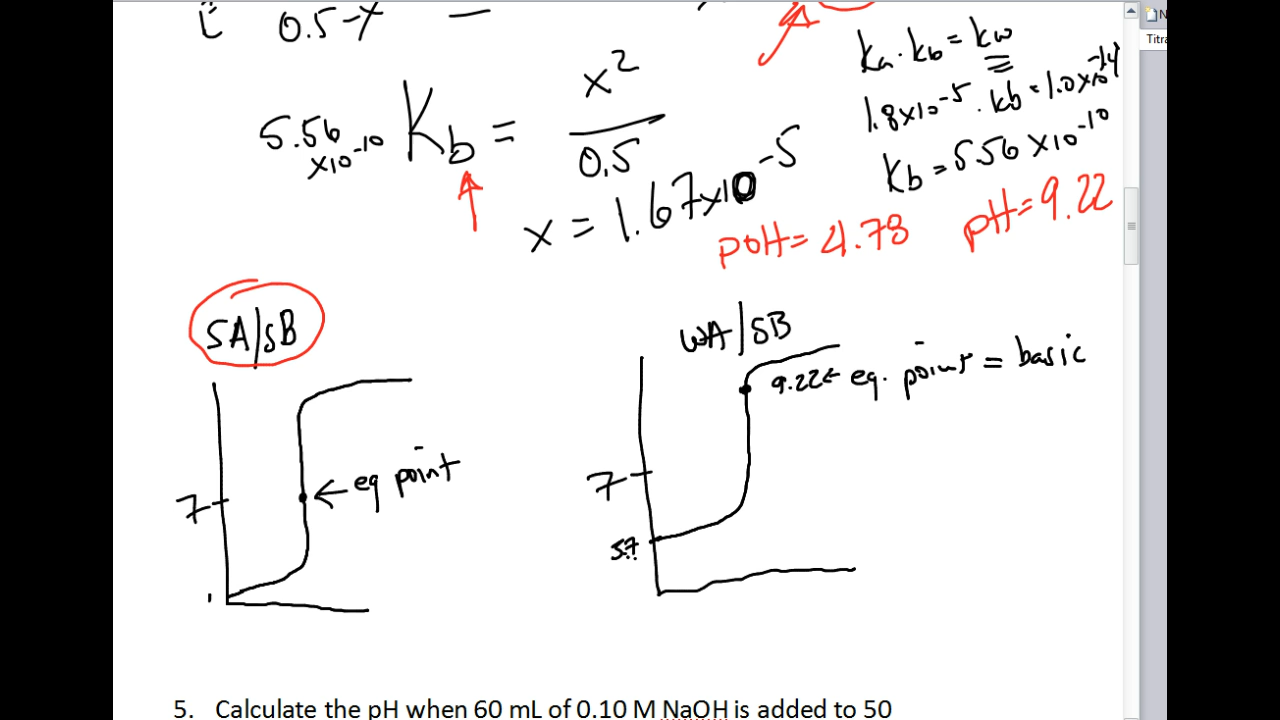 0.5-x
Ka · Kb = Kw
1.8x10-5 · Kb = 1.0x10-14
Kb = 5.56 x10-10
5.56 x10-10 Kb = x2 / 0.5
x = 1.67x10-5
pOH = 4.78 pH = 9.22
SA/SB
WA/SB
9.22 ← eq. point = basic
7
← eq point
7
5.7
1
5. Calculate the pH when 60 mL of 0.10 M NaOH is added to 50
Titra